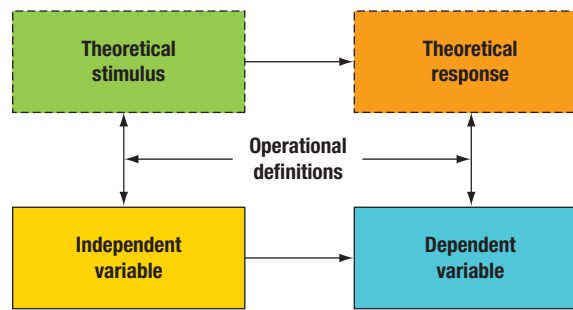 Theoretical
stimulus
Theoretical
response
Operational
definitions
Independent
variable
Dependent
variable